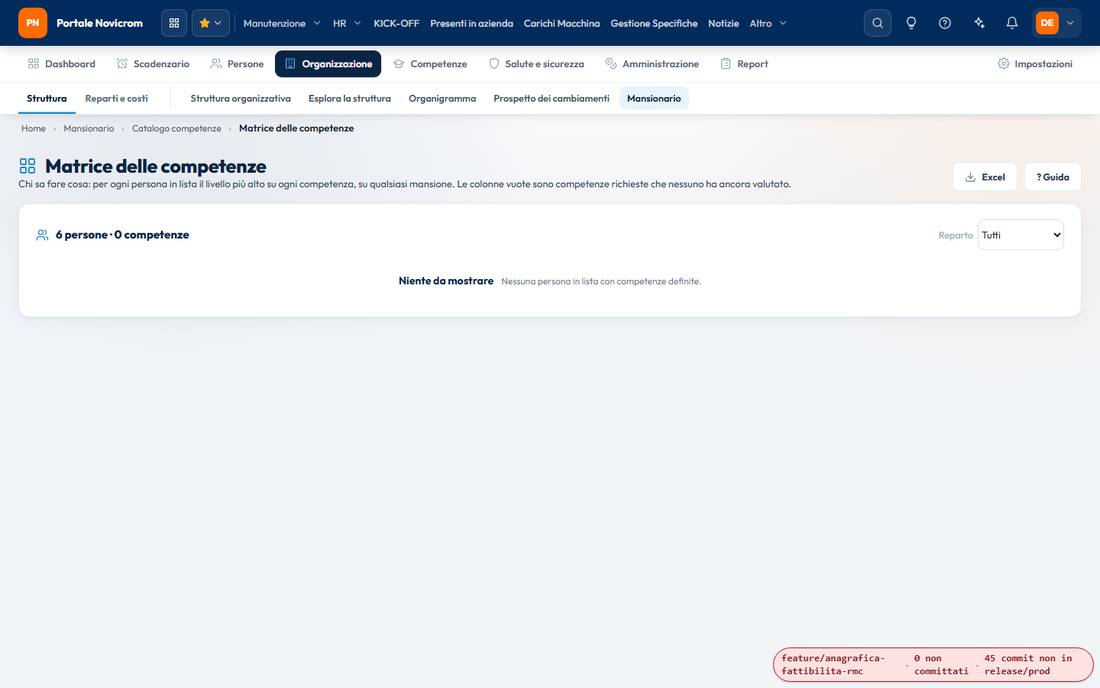 PN Portale Novicrom Manutenzione HR KICK-OFF Presenti in azienda Carichi Macchina Gestione Specifiche Notizie Altro DE
Dashboard Scadenzario Persone Organizzazione Competenze Salute e sicurezza Amministrazione Report Impostazioni
Struttura Reparti e costi Struttura organizzativa Esplora la struttura Organigramma Prospetto dei cambiamenti Mansionario
Home › Mansionario › Catalogo competenze › Matrice delle competenze
Matrice delle competenze
Chi sa fare cosa: per ogni persona in lista il livello più alto su ogni competenza, su qualsiasi mansione. Le colonne vuote sono competenze richieste che nessuno ha ancora valutato.
Excel ? Guida
6 persone · 0 competenze Reparto Tutti
Niente da mostrare Nessuna persona in lista con competenze definite.
feature/anagrafica-fattibilita-rmc · 0 non committati · 45 commit non in release/prod